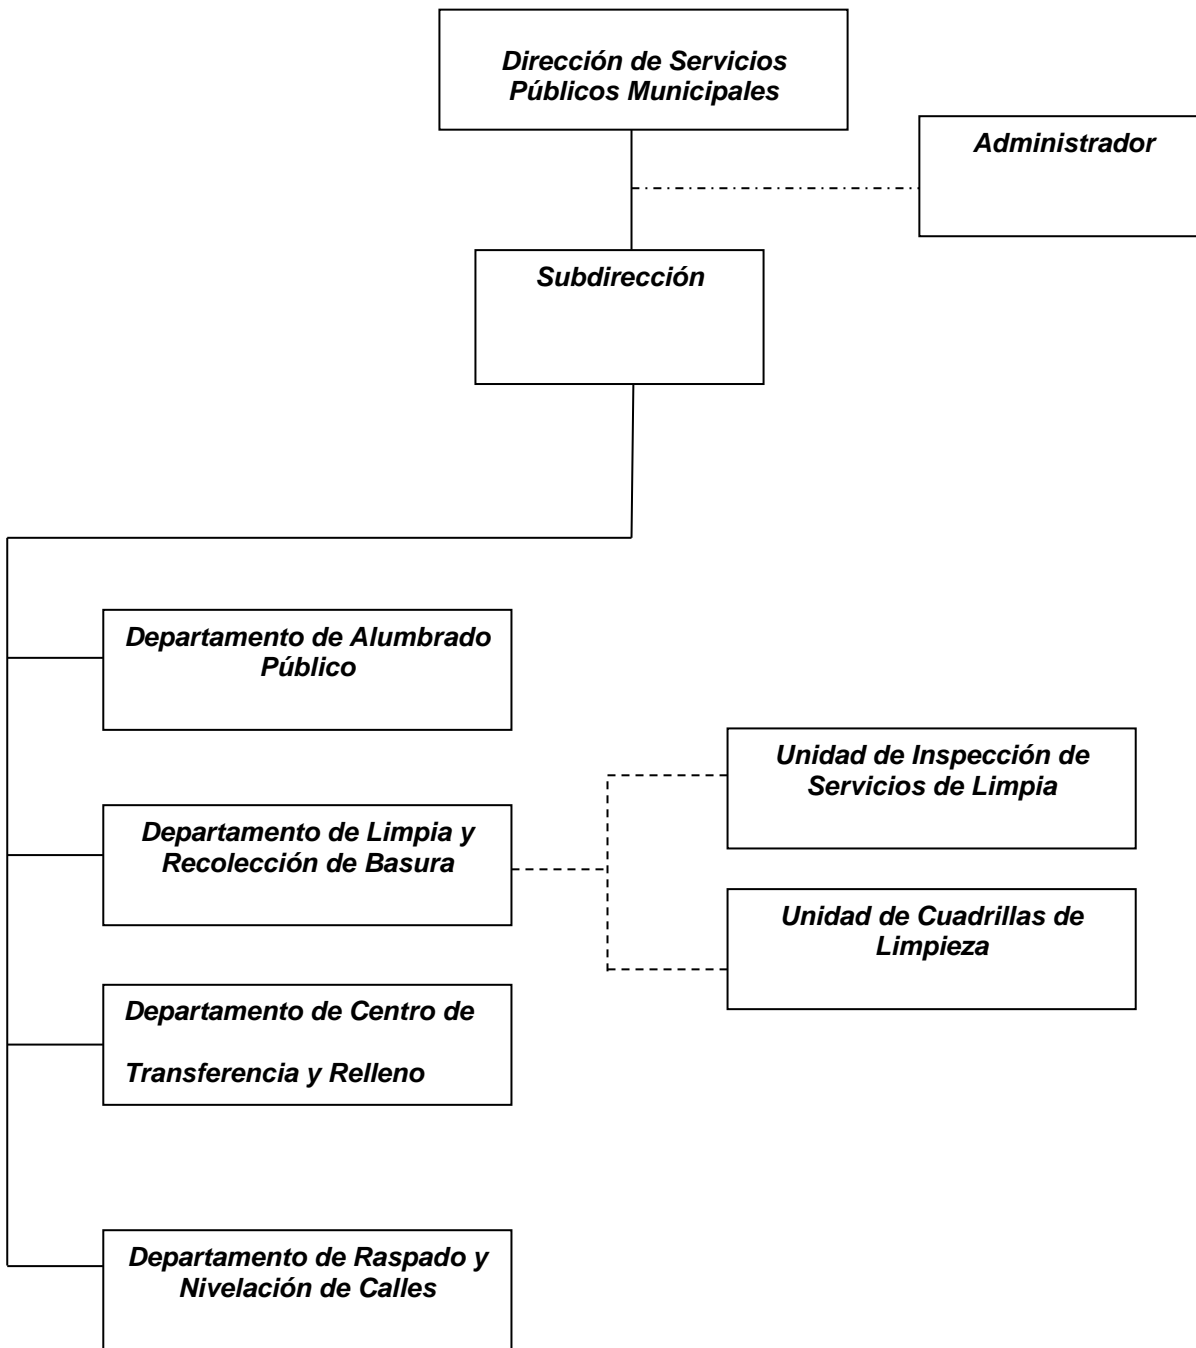 Dirección de Servicios
Públicos Municipales
Administrador
Subdirección
Departamento de Alumbrado
Público
Departamento de Limpia y
Recolección de Basura
Unidad de Inspección de
Servicios de Limpia
Unidad de Cuadrillas de
Limpieza
Departamento de Centro de
Transferencia y Relleno
Departamento de Raspado y
Nivelación de Calles